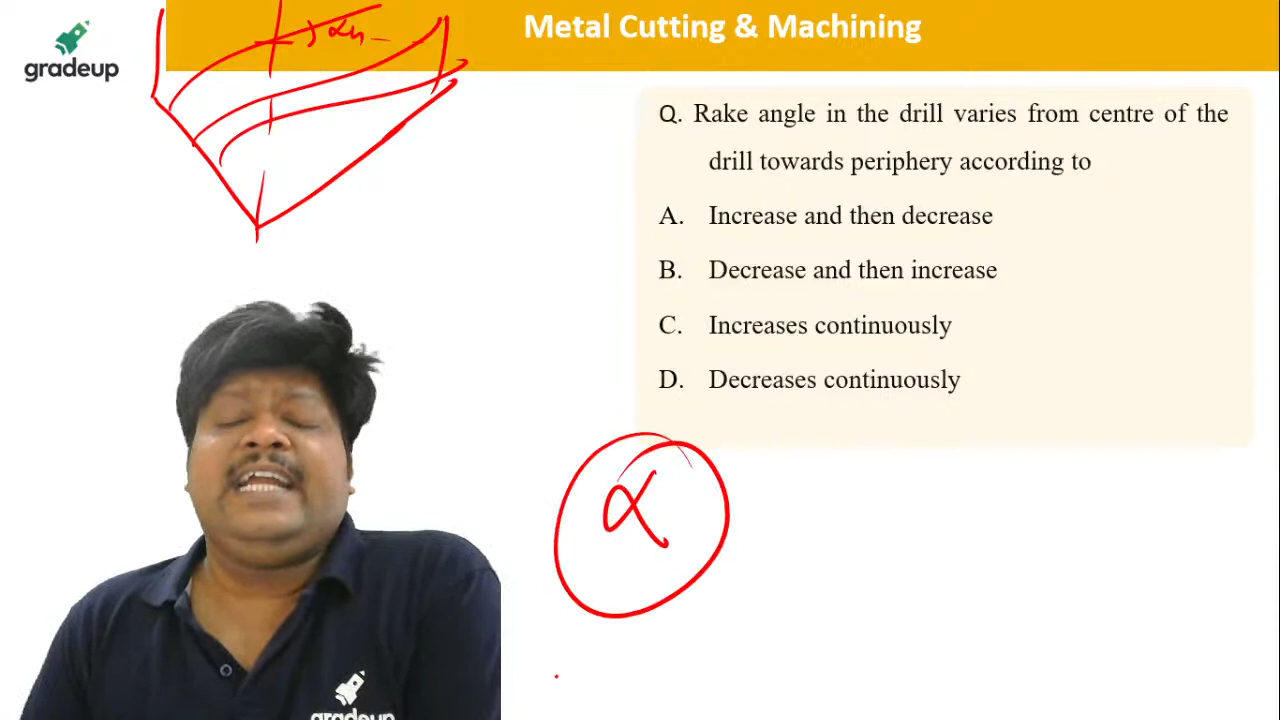 Metal Cutting & Machining
gradeup
Q. Rake angle in the drill varies from centre of the
drill towards periphery according to
A. Increase and then decrease
B. Decrease and then increase
C. Increases continuously
D. Decreases continuously
α
gradeup